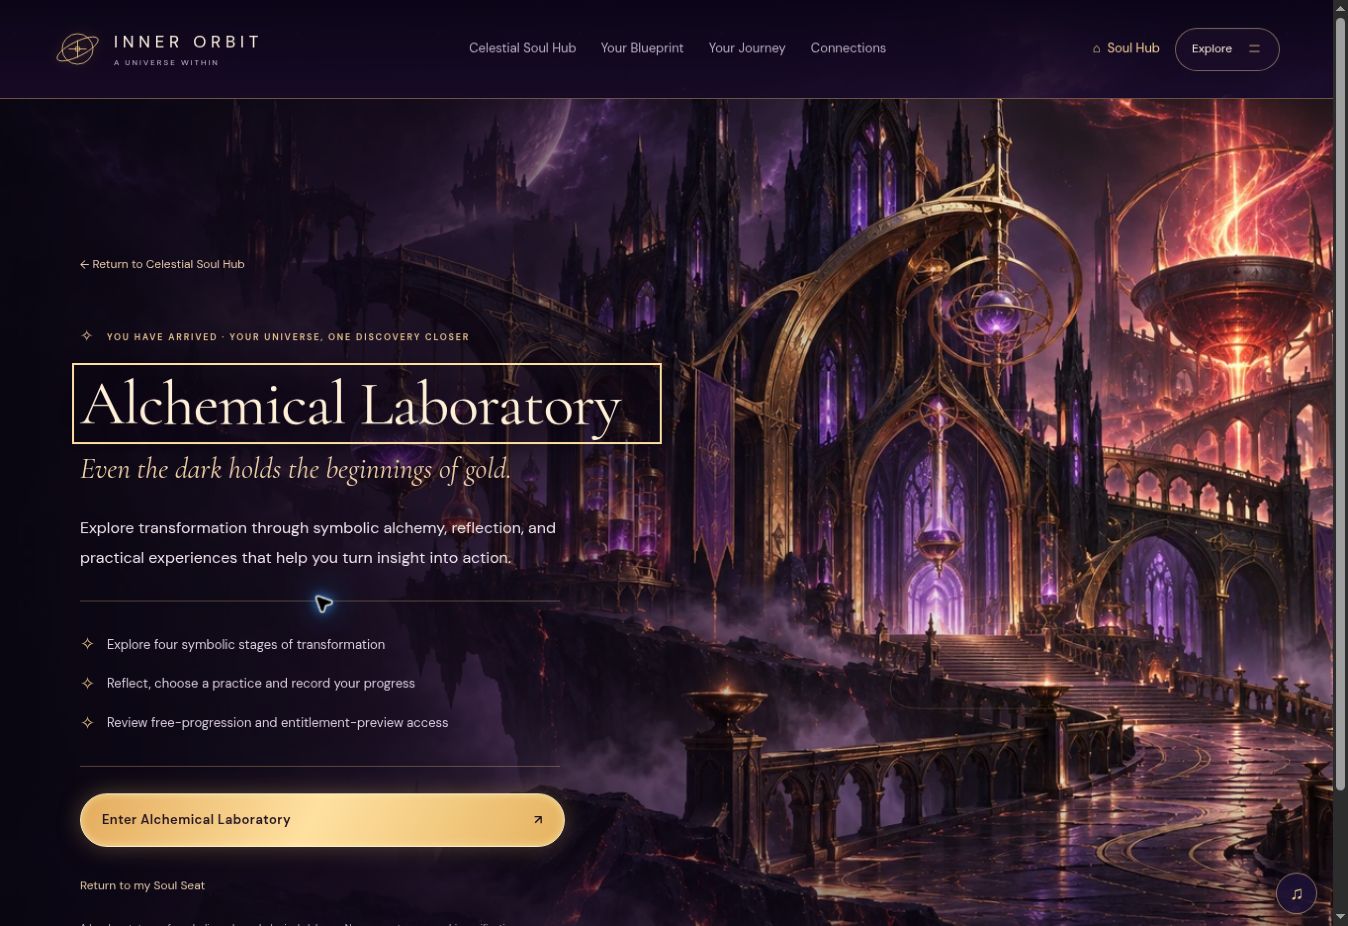 INNER ORBIT
A UNIVERSE WITHIN
Celestial Soul Hub
Your Blueprint
Your Journey
Connections
Soul Hub
Explore
← Return to Celestial Soul Hub
YOU HAVE ARRIVED · YOUR UNIVERSE, ONE DISCOVERY CLOSER
Alchemical Laboratory
Even the dark holds the beginnings of gold.
Explore transformation through symbolic alchemy, reflection, and
practical experiences that help you turn insight into action.
Explore four symbolic stages of transformation
Reflect, choose a practice and record your progress
Review free-progression and entitlement-preview access
Enter Alchemical Laboratory
Return to my Soul Seat